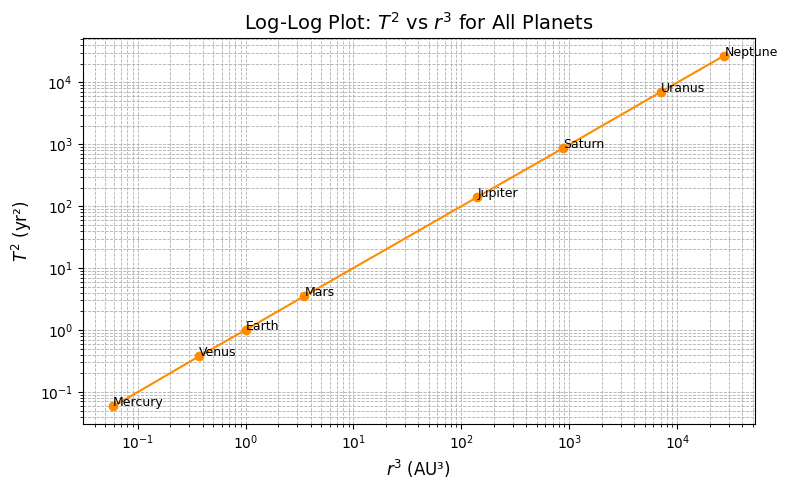 Log-Log Plot: T² vs r³ for All Planets
Neptune
10⁴
Uranus
10³
Saturn
10²
Jupiter
T² (yr²)
10¹
Mars
10⁰
Earth
Venus
10⁻¹
Mercury
10⁻¹ 10⁰ 10¹ 10² 10³ 10⁴
r³ (AU³)